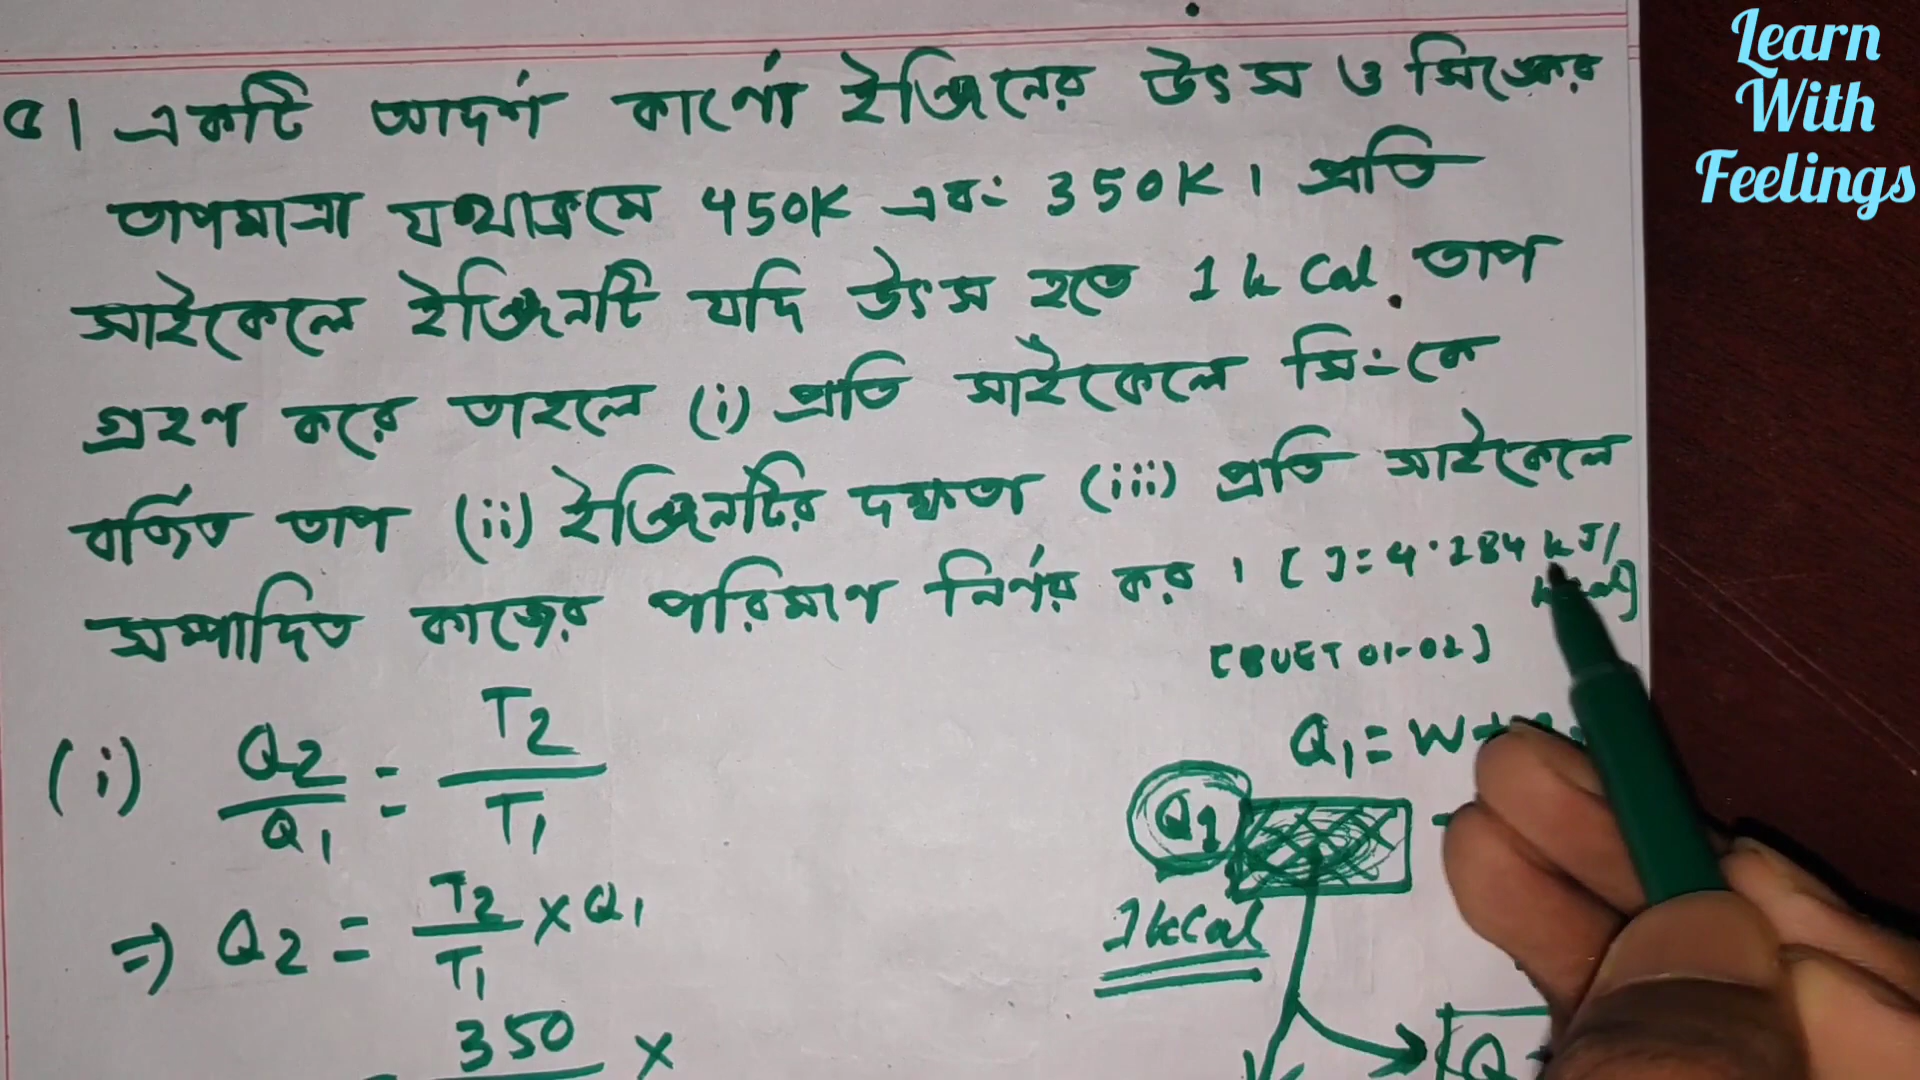 ৫। একটি আদর্শ কার্ণো ইঞ্জিনের উৎস ও সিঙ্কের
তাপমাত্রা যথাক্রমে 450K এবং 350K। প্রতি
সাইকেলে ইঞ্জিনটি যদি উৎস হতে 1 k Cal তাপ
গ্রহণ করে তাহলে (i) প্রতি সাইকেলে সিংকে
বর্জিত তাপ (ii) ইঞ্জিনটির দক্ষতা (iii) প্রতি সাইকেলে
সম্পাদিত কাজের পরিমাণ নির্ণয় কর। [J=4.184 kJ/
[BUET 01-02]
(i) Q2/Q1 = T2/T1
Q1 = W +
Q1
⇒ Q2 = T2/T1 × Q1
1 kCal
350 ×
Q
Learn
With
Feelings